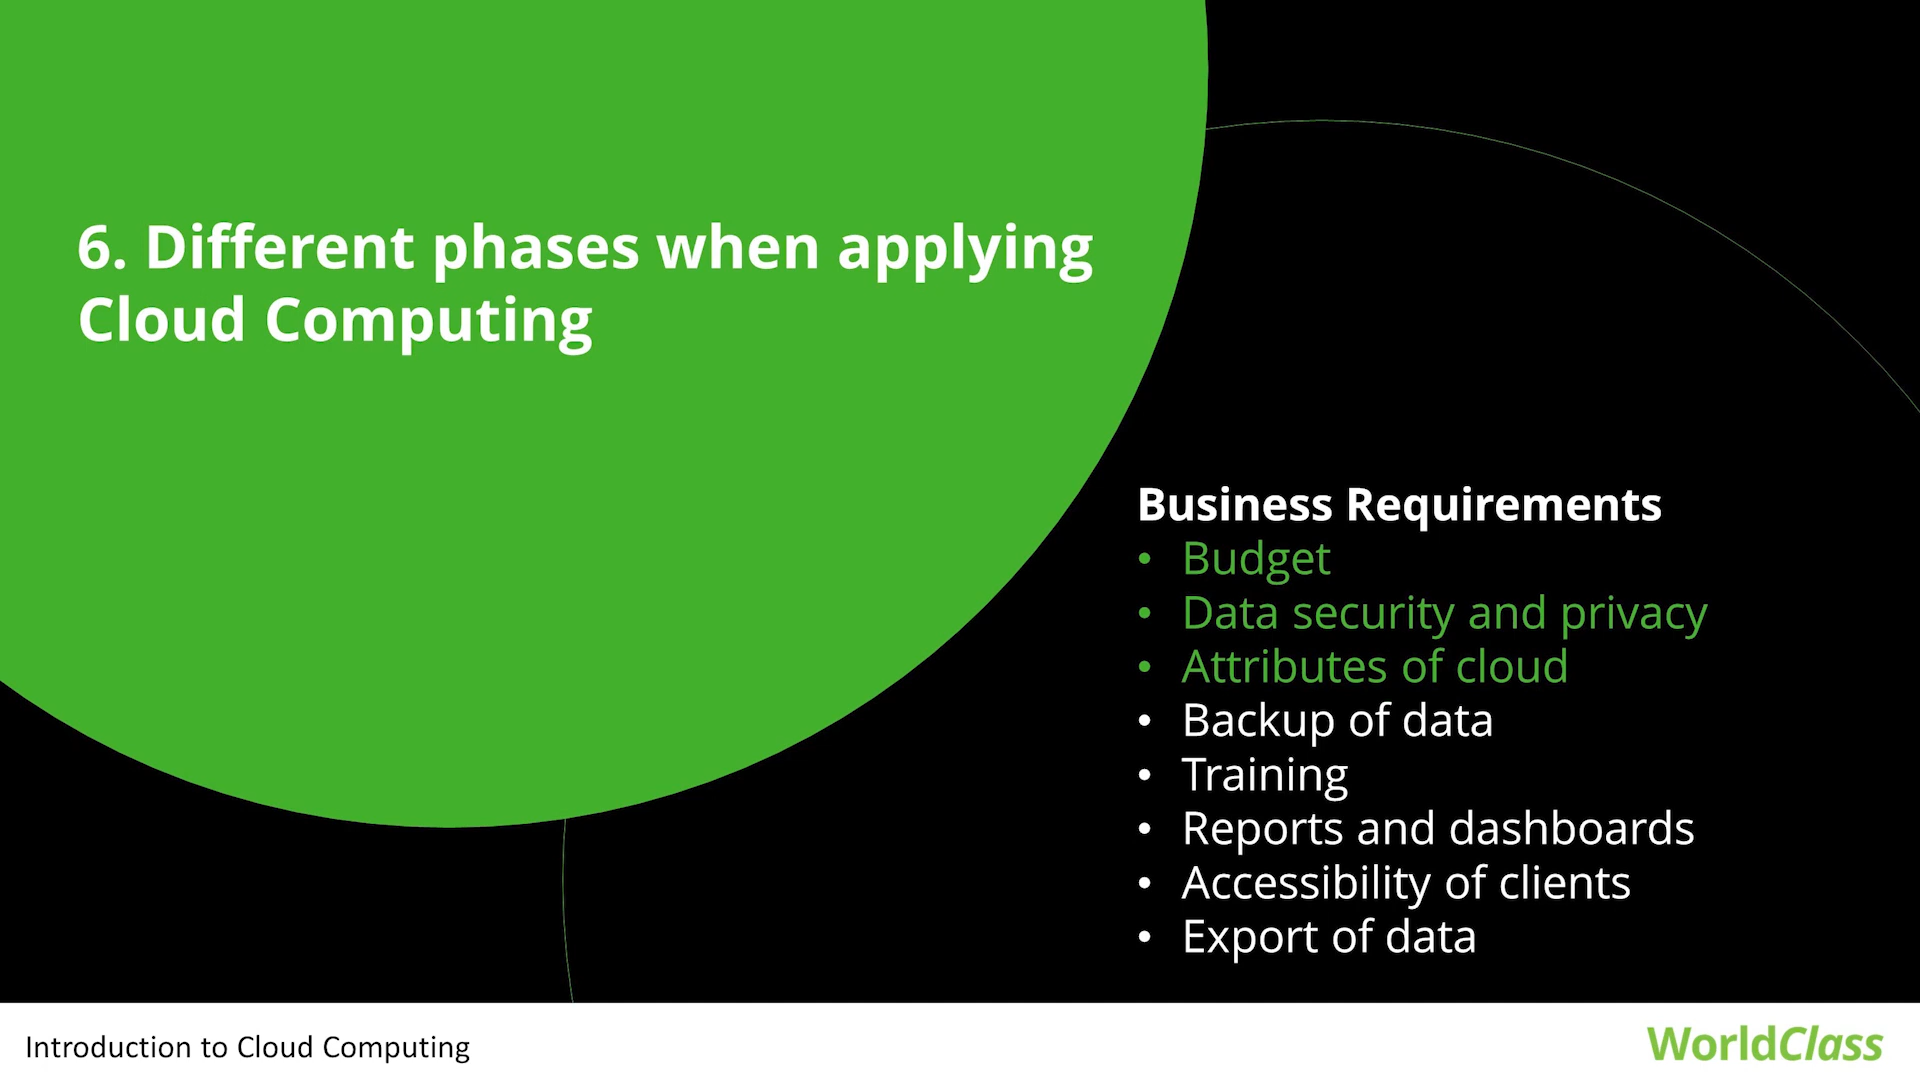 6. Different phases when applying
Cloud Computing
Business Requirements
• Budget
• Data security and privacy
• Attributes of cloud
• Backup of data
• Training
• Reports and dashboards
• Accessibility of clients
• Export of data
Introduction to Cloud Computing
WorldClass